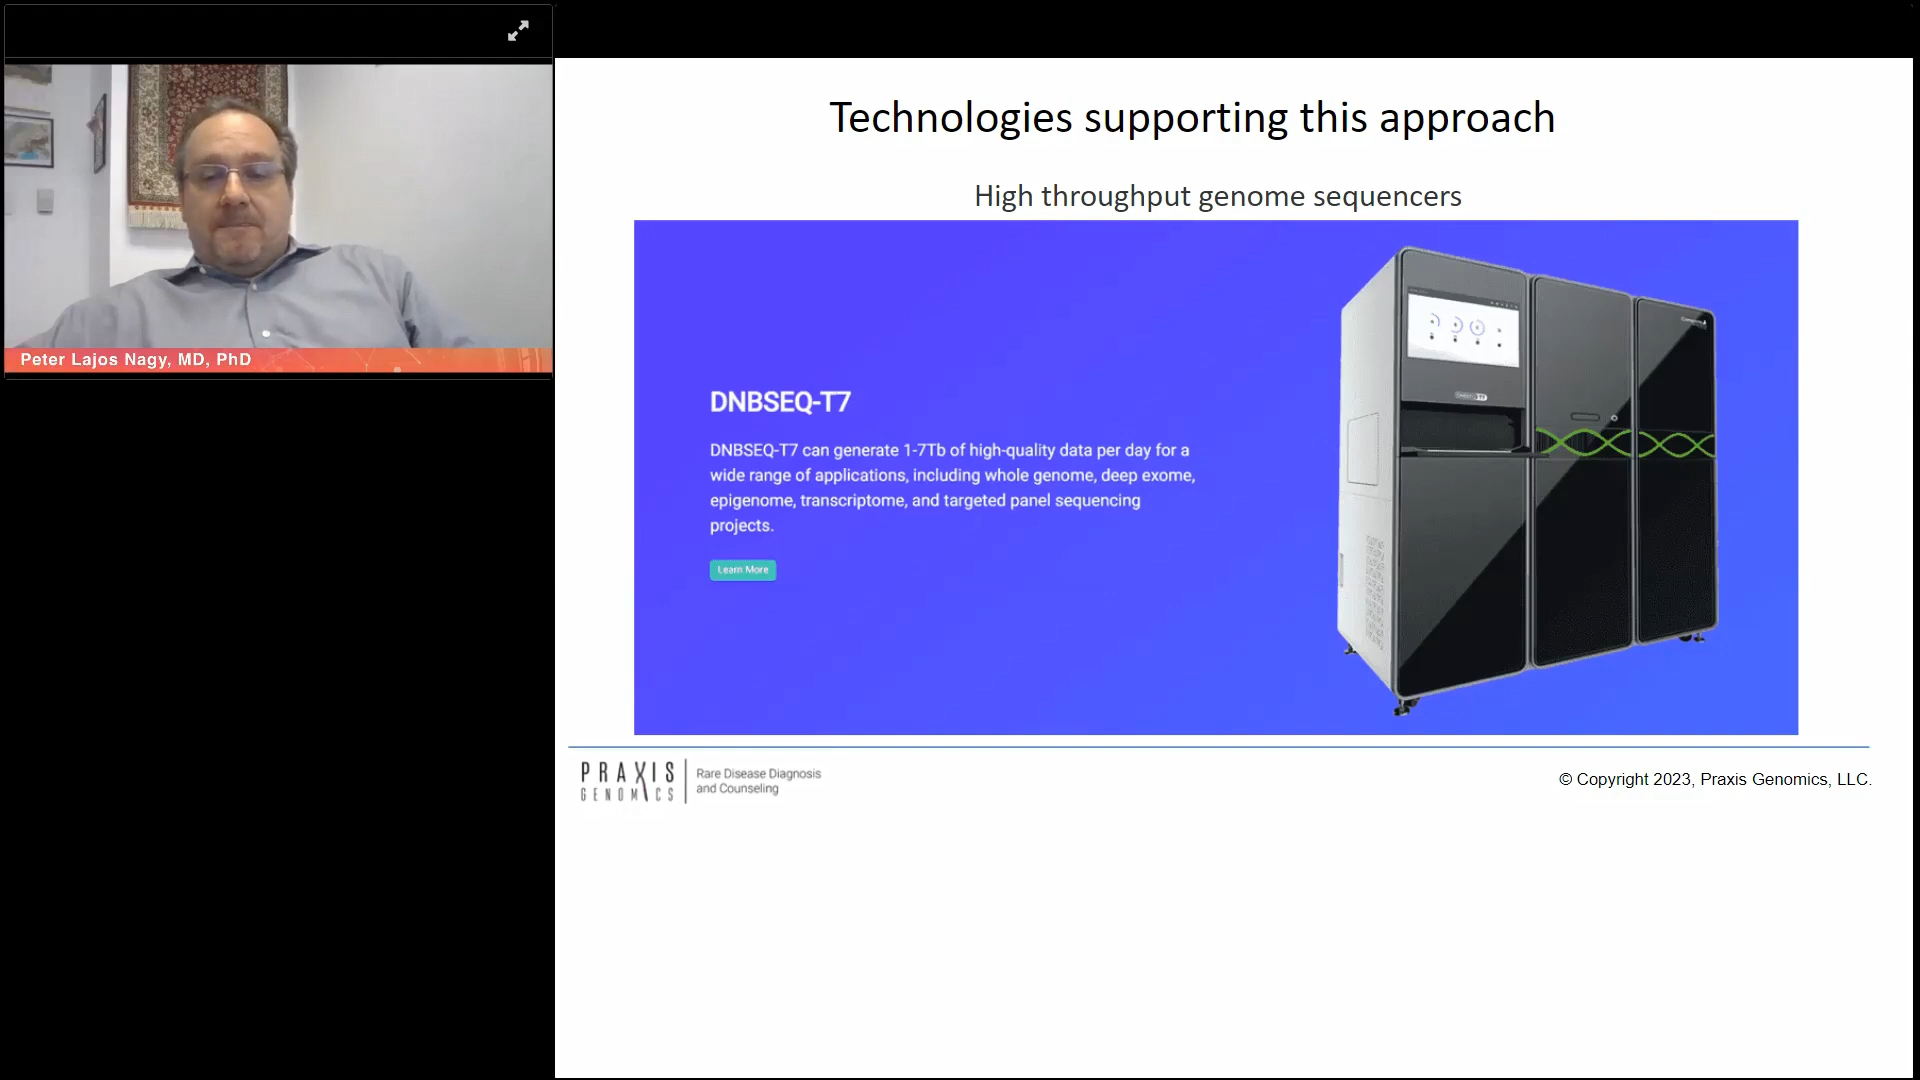 Peter Lajos Nagy, MD, PhD
Technologies supporting this approach
High throughput genome sequencers
DNBSEQ-T7
DNBSEQ-T7 can generate 1-7Tb of high-quality data per day for a
wide range of applications, including whole genome, deep exome,
epigenome, transcriptome, and targeted panel sequencing
projects.
Learn More
PRAXIS
GENOMICS
Rare Disease Diagnosis
and Counseling
© Copyright 2023, Praxis Genomics, LLC.